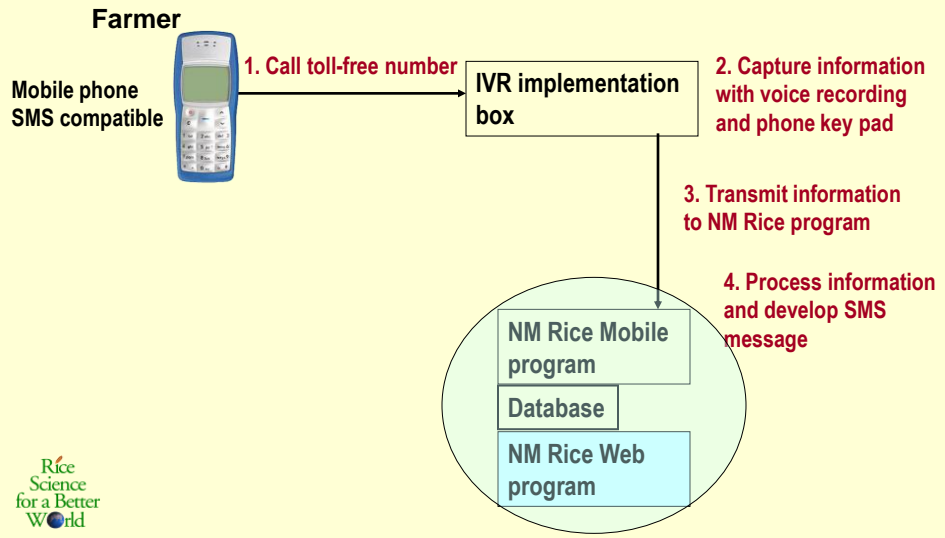 Farmer
Mobile phone
SMS compatible
1. Call toll-free number
IVR implementation
box
2. Capture information
with voice recording
and phone key pad
3. Transmit information
to NM Rice program
4. Process information
and develop SMS
message
NM Rice Mobile
program
Database
NM Rice Web
program
Rice
Science
for a Better
World